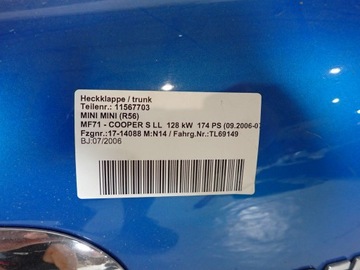 Heckklappe / trunk
Teilenr.: 11567703
MINI MINI (R56)
MF71 - COOPER S LL 128 kW 174 PS (09.2006-0
Fzgnr.:17-14088 M:N14 / Fahrg.Nr.:TL69149
BJ:07/2006